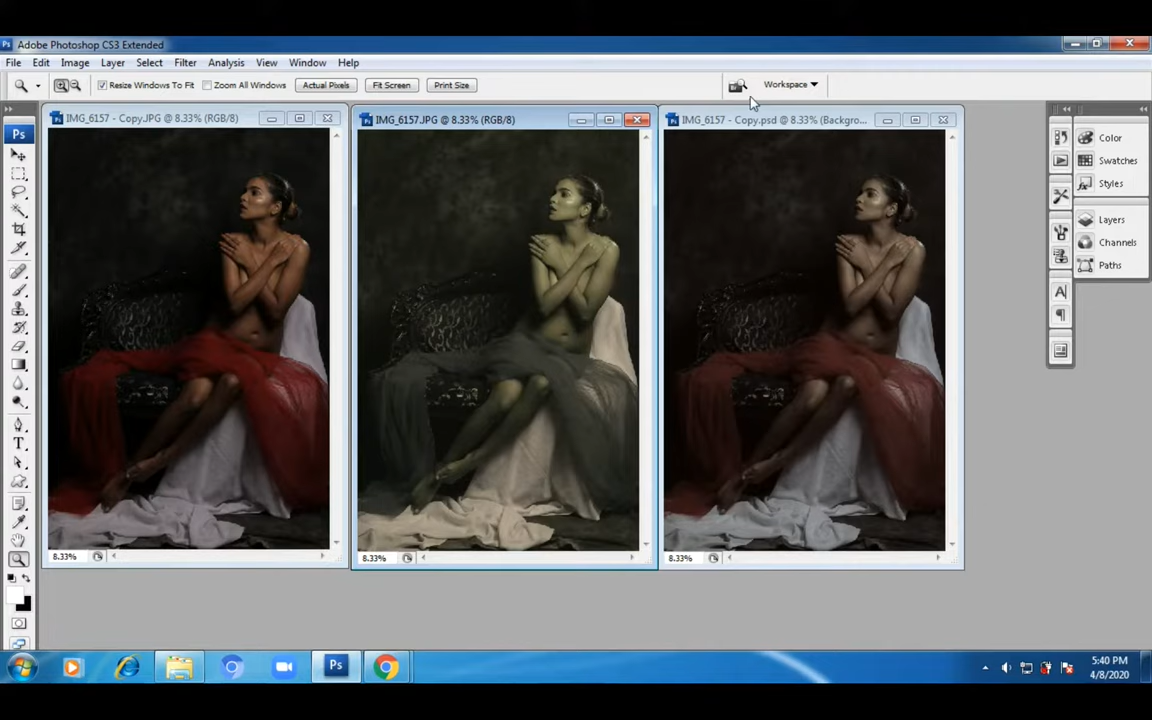 Ps Adobe Photoshop CS3 Extended
File Edit Image Layer Select Filter Analysis View Window Help
Resize Windows To Fit Zoom All Windows Actual Pixels Fit Screen Print Size Workspace
IMG_6157 - Copy.JPG @ 8.33% (RGB/8)
IMG_6157.JPG @ 8.33% (RGB/8)
IMG_6157 - Copy.psd @ 8.33% (Backgro...
Ps
T
Color
Swatches
Styles
Layers
Channels
Paths
A
¶
8.33%
8.33%
8.33%
Ps
5:40 PM
4/8/2020